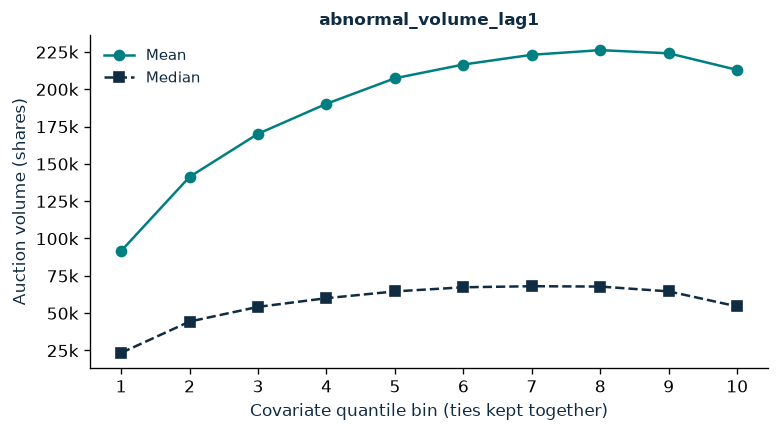 abnormal_volume_lag1
Mean
Median
Auction volume (shares)
225k
200k
175k
150k
125k
100k
75k
50k
25k
1 2 3 4 5 6 7 8 9 10
Covariate quantile bin (ties kept together)